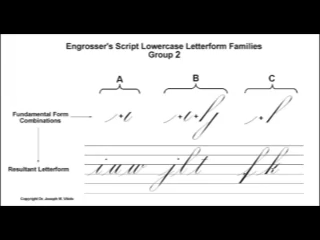 Engrosser's Script Lowercase Letterform Families
Group 2
A B C
Fundamental Form
Combinations
Resultant Letterform
i u w j l t f k
Copyright Dr. Joseph M. Vitolo